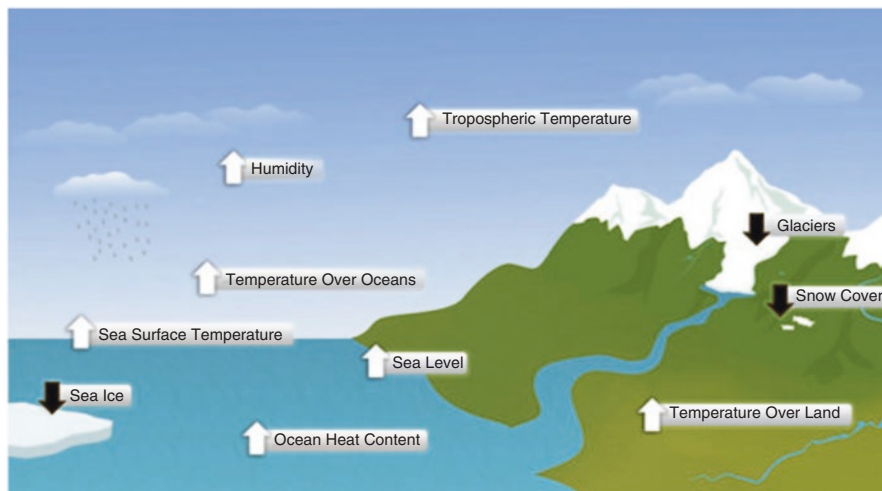 Tropospheric Temperature
Humidity
Glaciers
Temperature Over Oceans
Snow Cover
Sea Surface Temperature
Sea Level
Sea Ice
Temperature Over Land
Ocean Heat Content